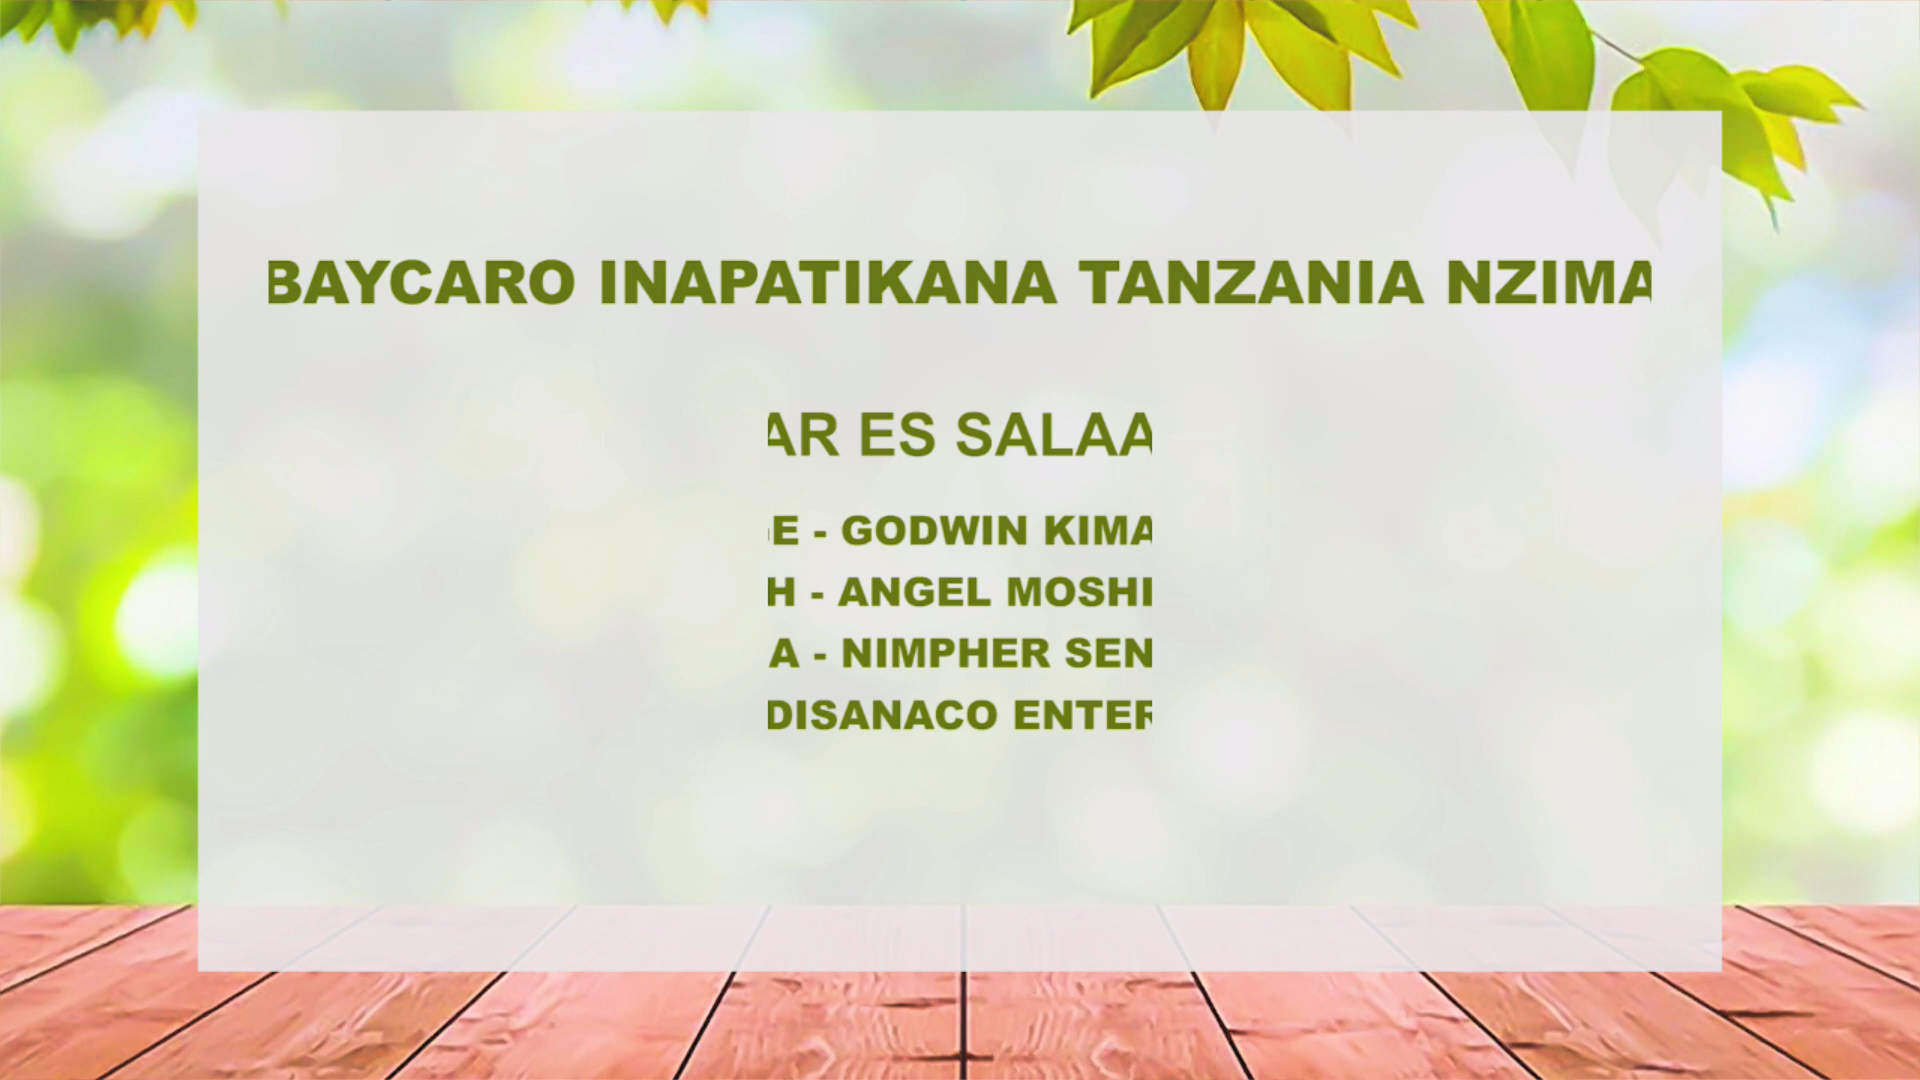 BAYCARO INAPATIKANA TANZANIA NZIMA
AR ES SALAA
E - GODWIN KIMA
H - ANGEL MOSHI
A - NIMPHER SEN
DISANACO ENTER